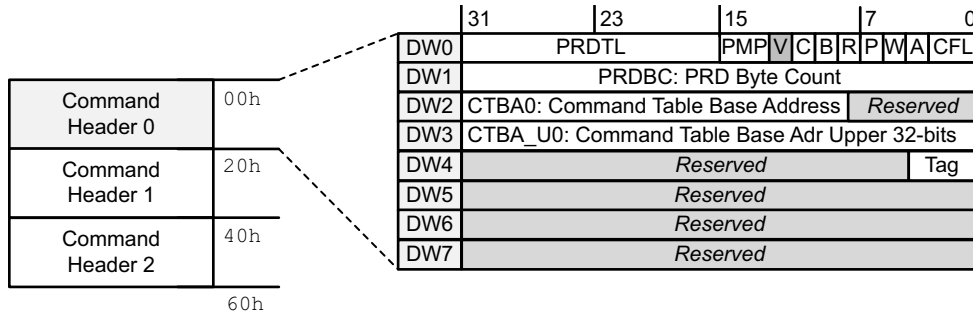 31 23 15 7 0
DW0 PRDTL PMP V C B R P W A CFL
DW1 PRDBC: PRD Byte Count
DW2 CTBA0: Command Table Base Address Reserved
DW3 CTBA_U0: Command Table Base Adr Upper 32-bits
DW4 Reserved Tag
DW5 Reserved
DW6 Reserved
DW7 Reserved
Command
Header 0
00h
Command
Header 1
20h
Command
Header 2
40h
60h